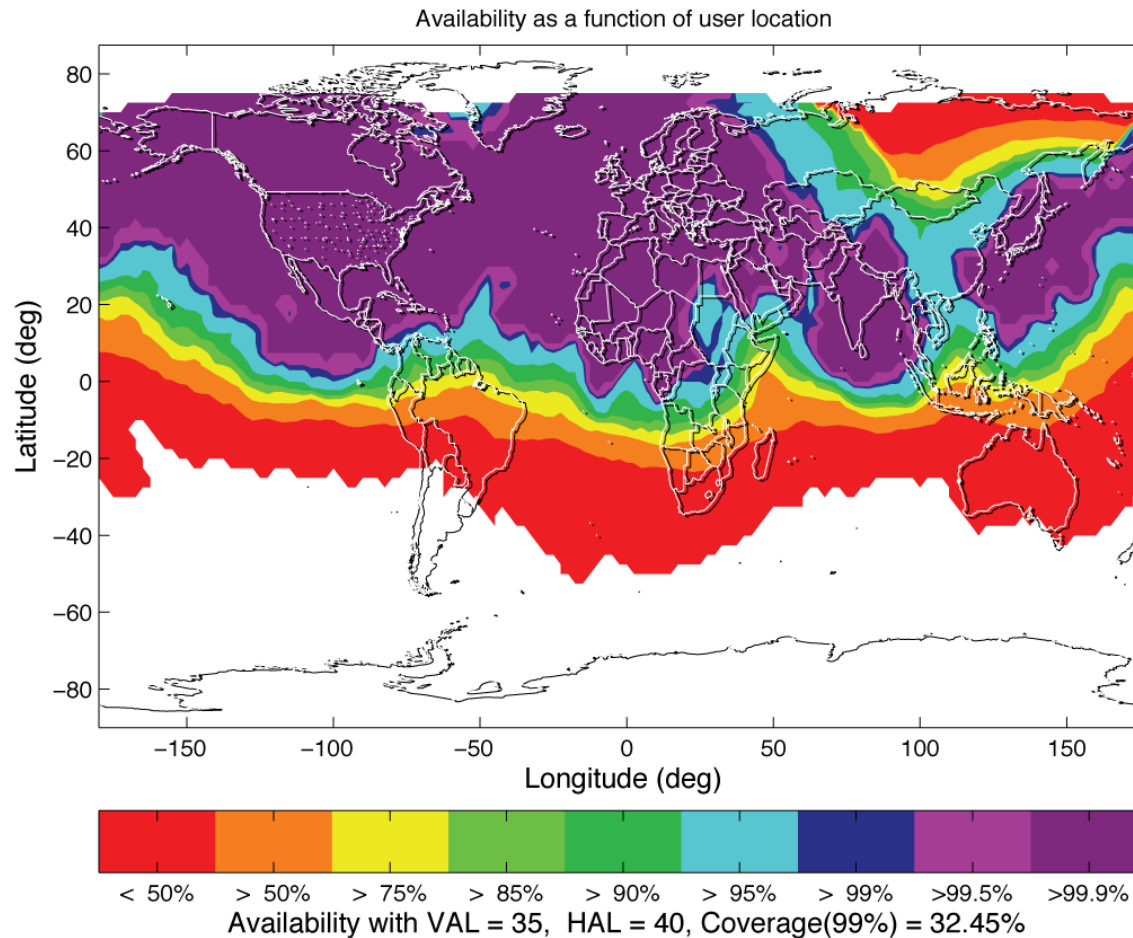 Availability as a function of user location
80
60
40
20
0
−20
−40
−60
−80
Latitude (deg)
−150 −100 −50 0 50 100 150
Longitude (deg)
< 50% > 50% > 75% > 85% > 90% > 95% > 99% >99.5% >99.9%
Availability with VAL = 35, HAL = 40, Coverage(99%) = 32.45%